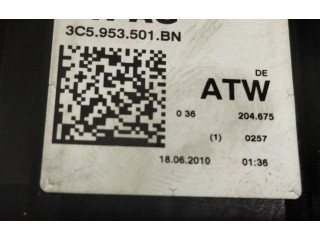 3C5.953.501.BN
DE
ATW
0 36 204.675
(1) 0257
18.06.2010 01:36